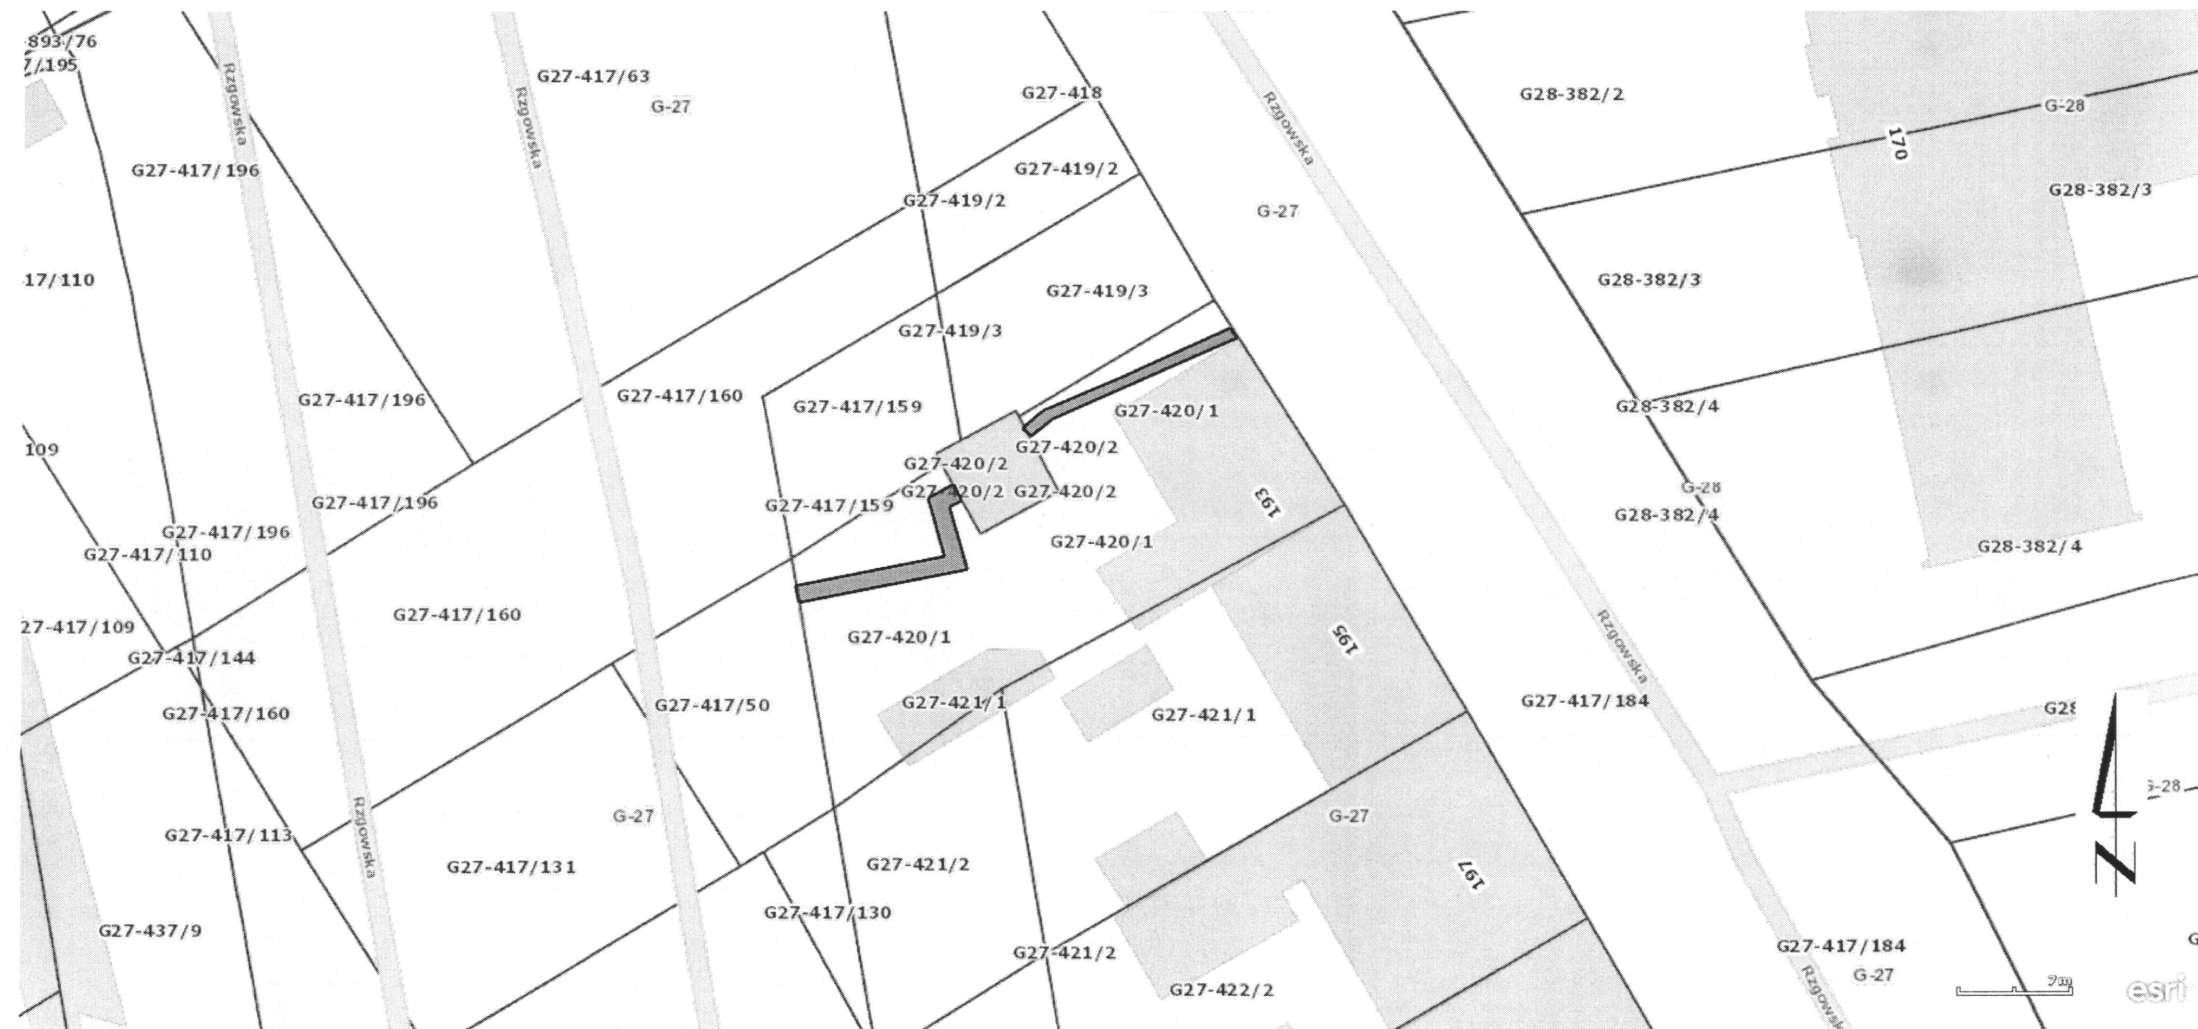 893/76
7/195
G27-417/63
G-27
Rzgowska
Rzgowska
G27-418
Rzgowska
G28-382/2
G-28
170
G27-417/196
G27-419/2
G27-419/2
G-27
G28-382/3
17/110
G27-419/3
G28-382/3
G27-419/3
G27-417/196
G27-417/160
G27-417/159
G27-420/1
G28-382/4
109
G27-420/2
G27-420/2
G27-417/196
G27-417/159
G27-420/2
G27-420/2
193
G-28
G28-382/4
G27-417/196
G27-417/110
G27-420/1
G28-382/4
27-417/109
G27-417/160
G27-420/1
195
Rzgowska
G27-417/144
G27-417/160
G27-417/50
G27-421/1
G27-421/1
G27-417/184
G28
G-27
G-27
-28
G27-417/113
Rzgowska
G27-417/131
G27-421/2
197
N
G27-437/9
G27-417/130
G27-421/2
G27-417/184
G
G-27
G27-422/2
Rzgowsk
7m
esri